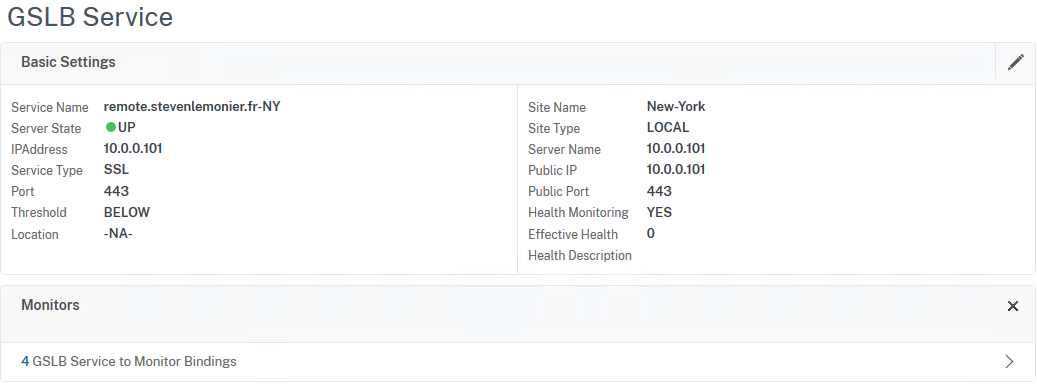 GSLB Service
Basic Settings
Service Name remote.stevenlemonier.fr-NY
Server State UP
IPAddress 10.0.0.101
Service Type SSL
Port 443
Threshold BELOW
Location -NA-
Site Name New-York
Site Type LOCAL
Server Name 10.0.0.101
Public IP 10.0.0.101
Public Port 443
Health Monitoring YES
Effective Health 0
Health Description
Monitors
4 GSLB Service to Monitor Bindings